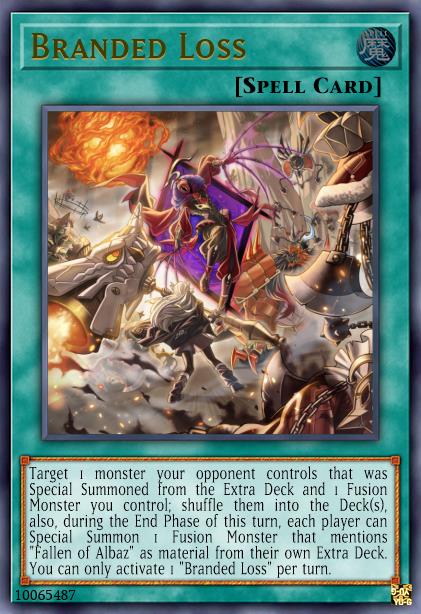 Branded Loss
魔
[Spell Card]
Target 1 monster your opponent controls that was
Special Summoned from the Extra Deck and 1 Fusion
Monster you control; shuffle them into the Deck(s),
also, during the End Phase of this turn, each player can
Special Summon 1 Fusion Monster that mentions
"Fallen of Albaz" as material from their own Extra Deck.
You can only activate 1 "Branded Loss" per turn.
10065487